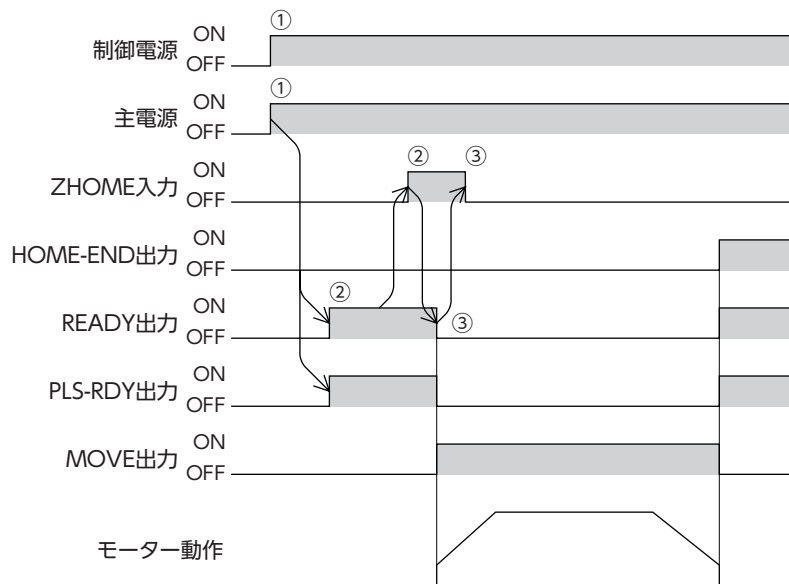 ①
制御電源 ON
OFF
①
主電源 ON
OFF
② ③
ZHOME入力 ON
OFF
HOME-END出力 ON
OFF
②
READY出力 ON
OFF
③
PLS-RDY出力 ON
OFF
MOVE出力 ON
OFF
モーター動作